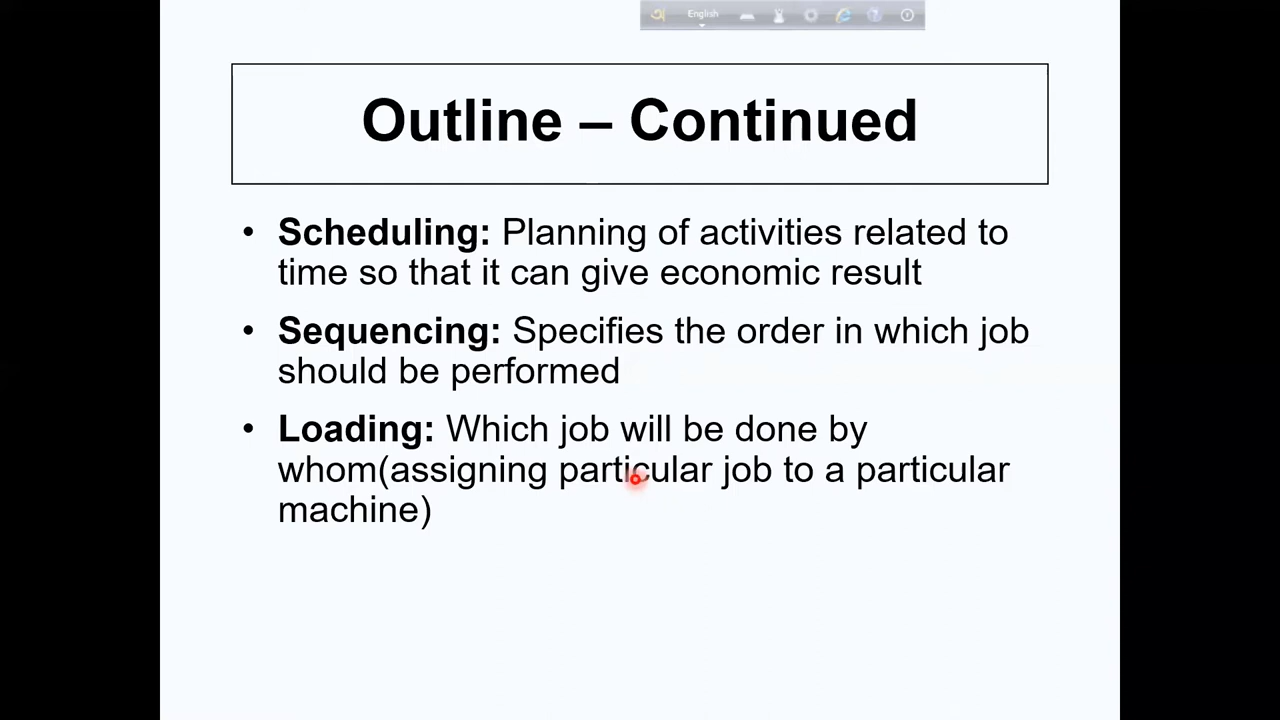 অ English
Outline – Continued
• Scheduling: Planning of activities related to
time so that it can give economic result
• Sequencing: Specifies the order in which job
should be performed
• Loading: Which job will be done by
whom(assigning particular job to a particular
machine)